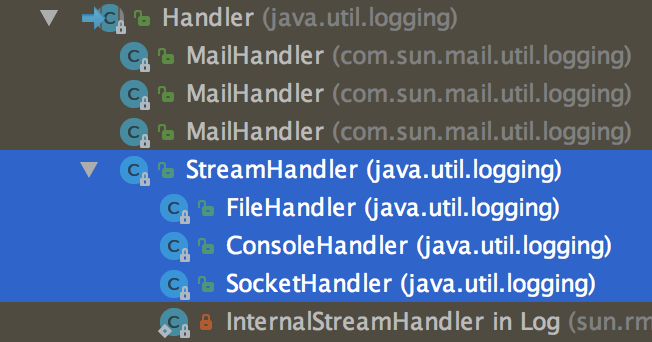 Handler (java.util.logging)
MailHandler (com.sun.mail.util.logging)
MailHandler (com.sun.mail.util.logging)
MailHandler (com.sun.mail.util.logging)
StreamHandler (java.util.logging)
FileHandler (java.util.logging)
ConsoleHandler (java.util.logging)
SocketHandler (java.util.logging)
InternalStreamHandler in Log (sun.rm